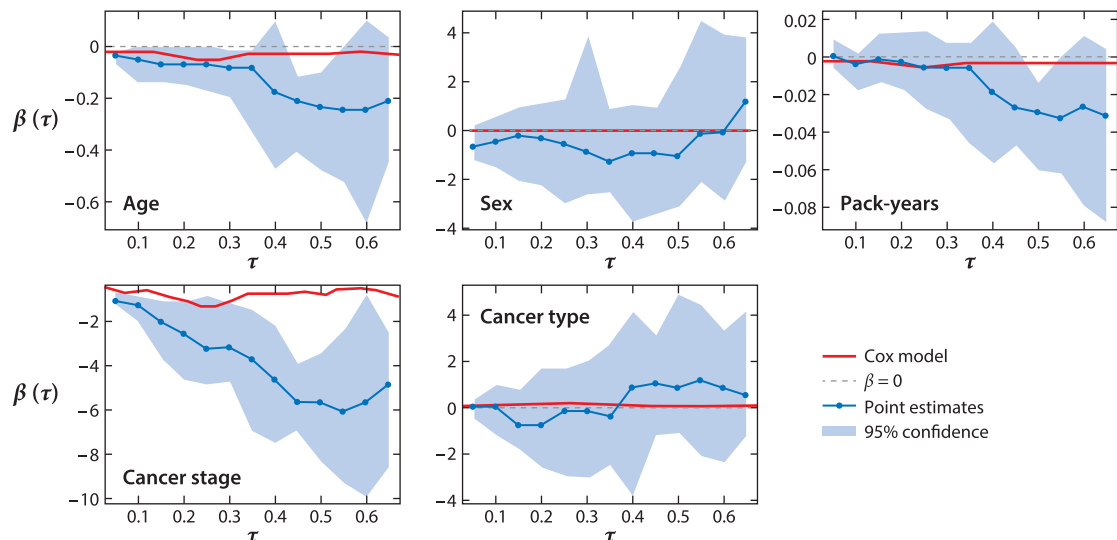 0
−0.2
−0.4
−0.6
β (τ)
Age
0.1 0.2 0.3 0.4 0.5 0.6
τ
4
2
0
−2
−4
Sex
0.1 0.2 0.3 0.4 0.5 0.6
τ
0.02
0
−0.02
−0.04
−0.06
−0.08
Pack-years
0.1 0.2 0.3 0.4 0.5 0.6
τ
−2
−4
−6
−8
−10
β (τ)
Cancer stage
0.1 0.2 0.3 0.4 0.5 0.6
τ
Cancer type
4
2
0
−2
−4
0.1 0.2 0.3 0.4 0.5 0.6
τ
Cox model
β = 0
Point estimates
95% confidence